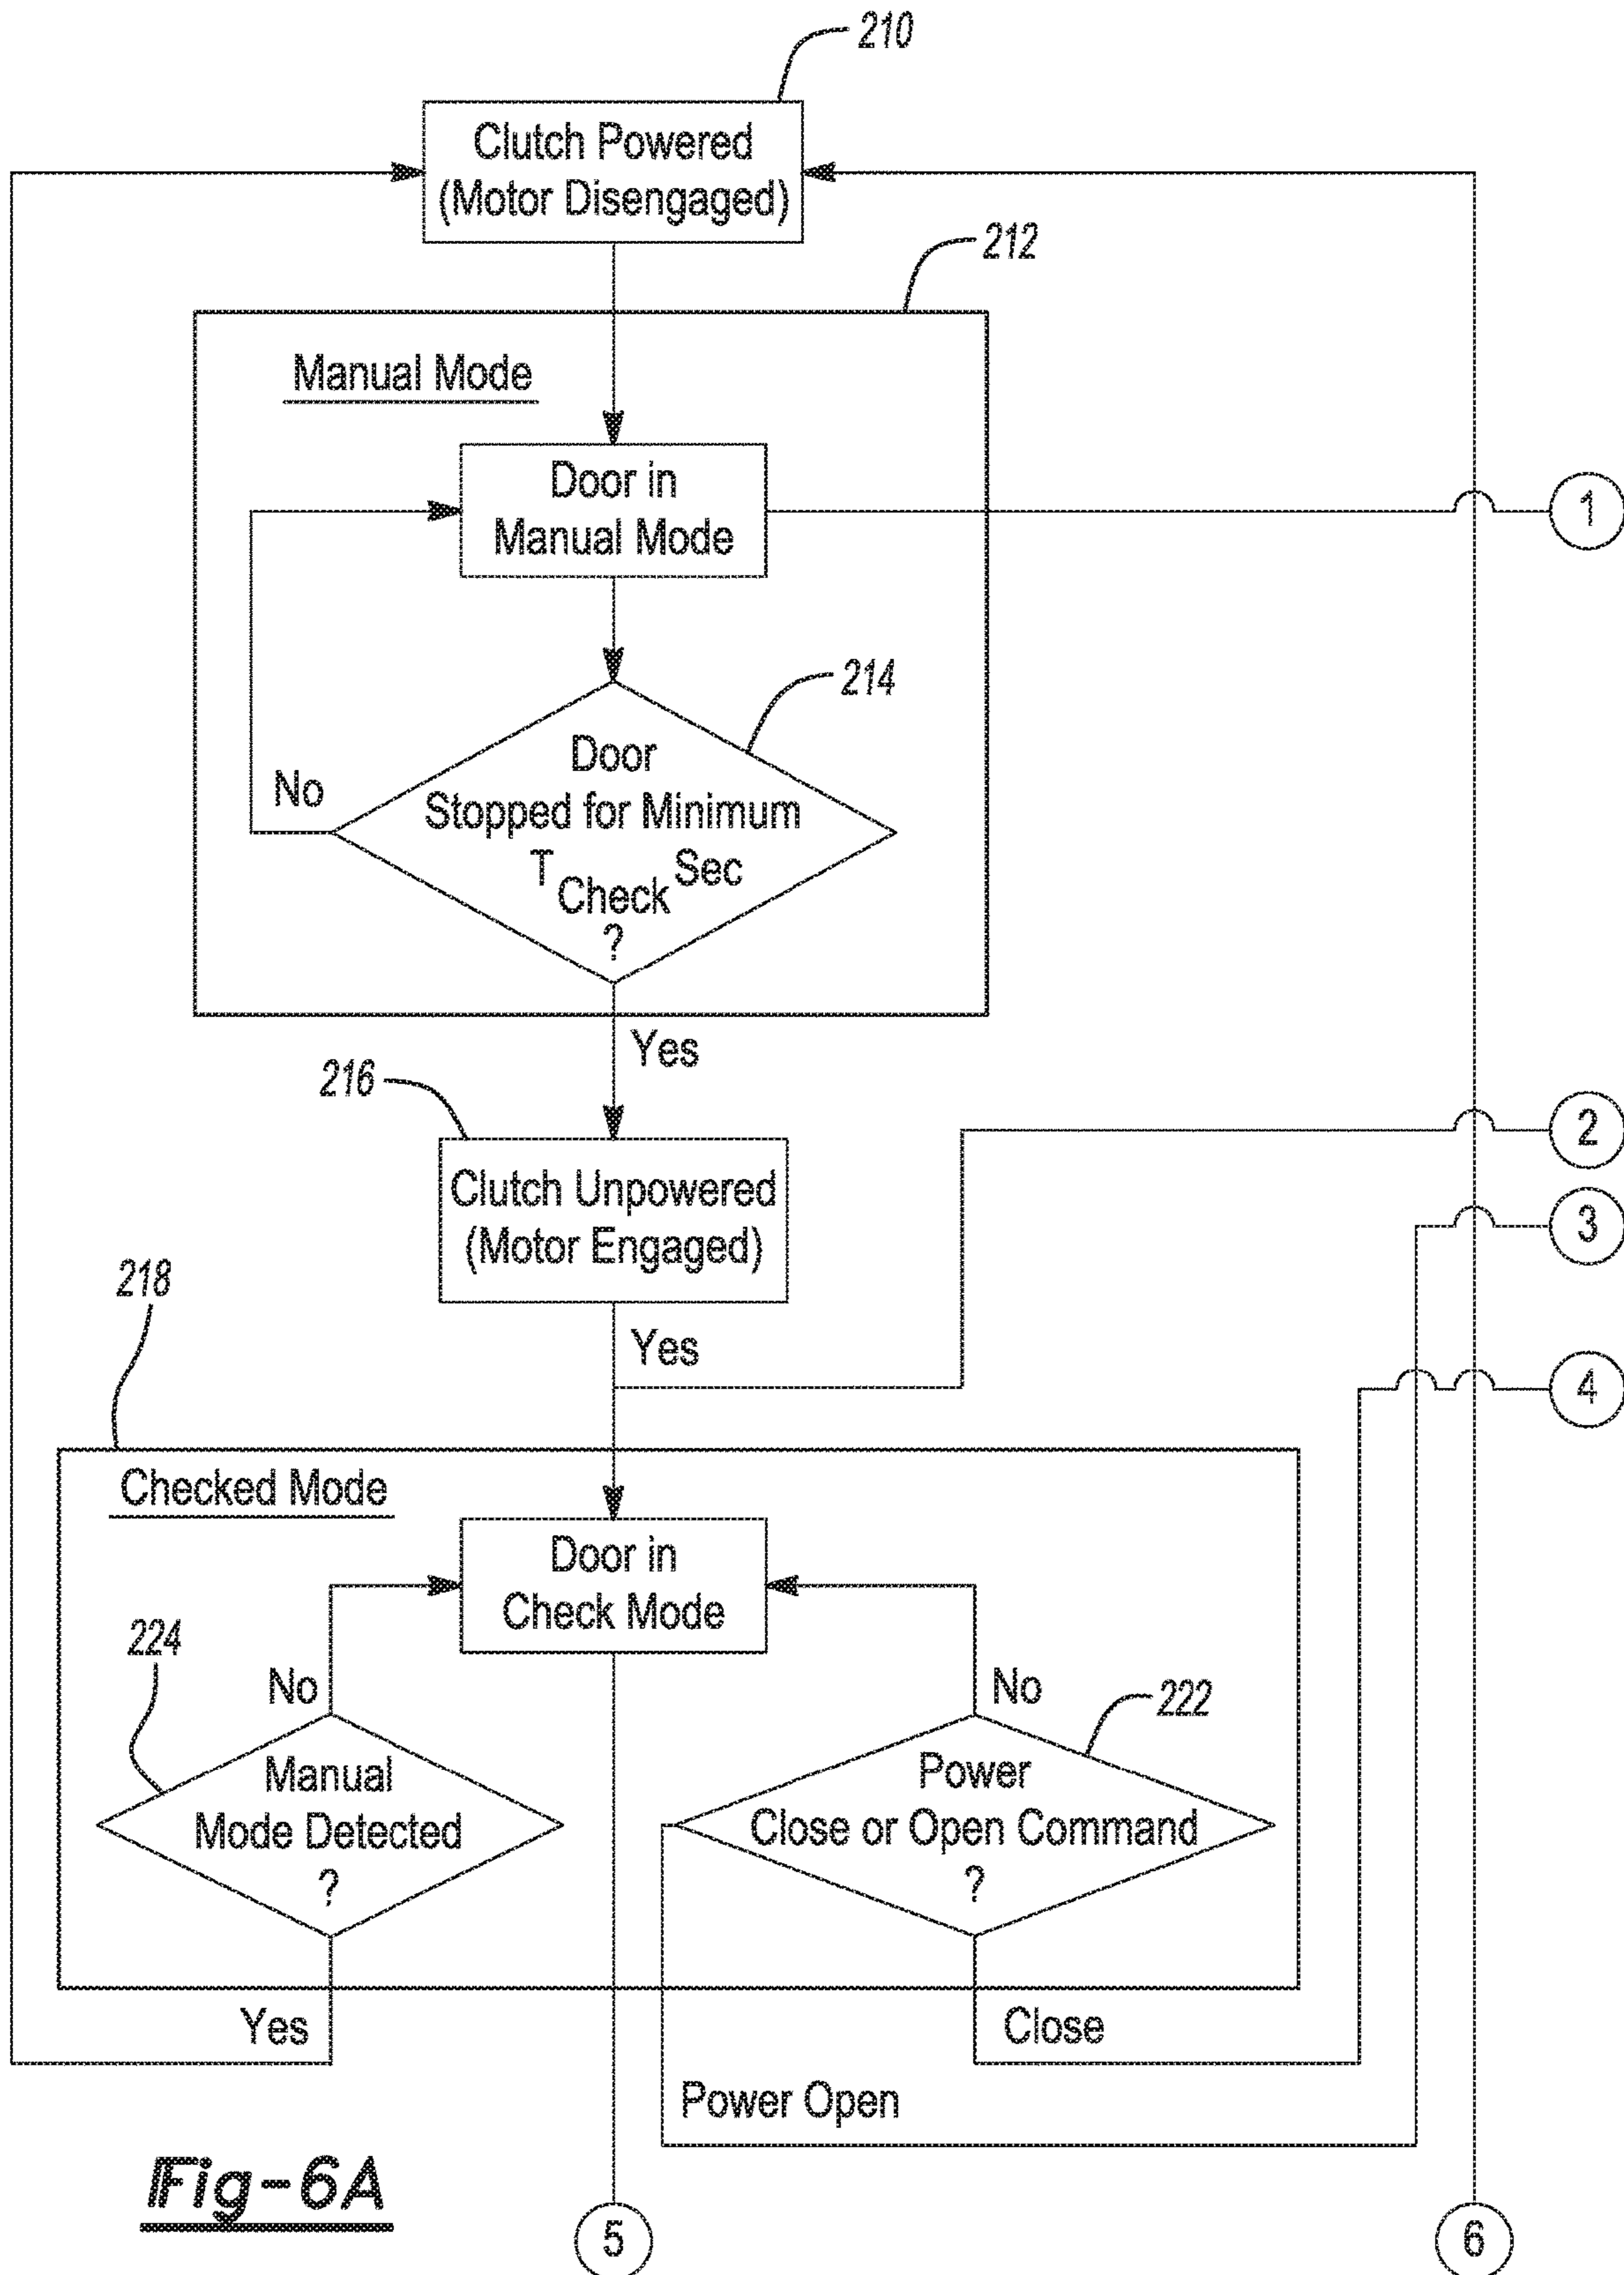 210
Clutch Powered
(Motor Disengaged)
212
Manual Mode
Door in
Manual Mode
1
214
Door
Stopped for Minimum
T Check Sec
?
No
Yes
216
2
Clutch Unpowered
(Motor Engaged)
3
218
Yes
4
Checked Mode
Door in
Check Mode
224
No
No
222
Manual
Mode Detected
?
Power
Close or Open Command
?
Yes
Close
Power Open
Fig-6A
5
6